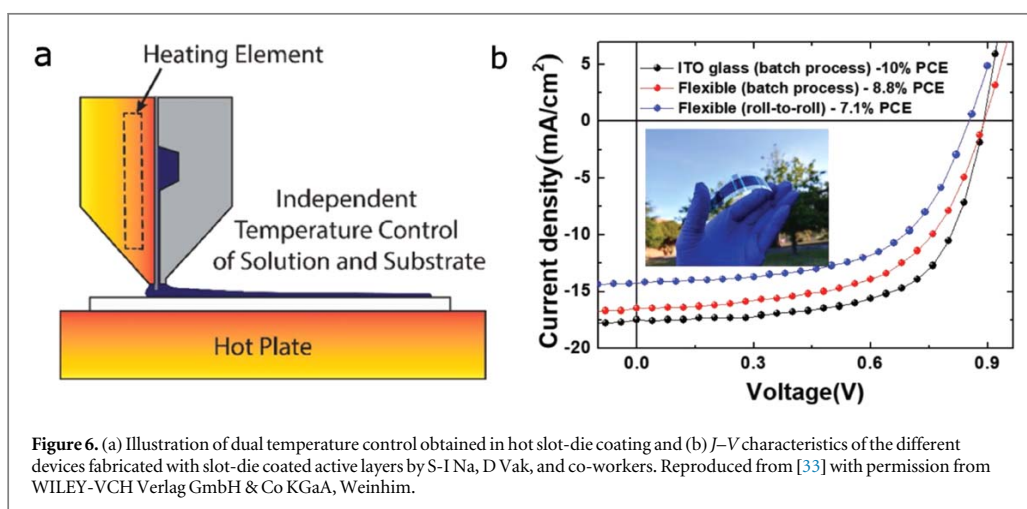 a
Heating Element
Independent
Temperature Control
of Solution and Substrate
Hot Plate
b
Current density(mA/cm²)
5
0
-5
-10
-15
-20
ITO glass (batch process) -10% PCE
Flexible (batch process) - 8.8% PCE
Flexible (roll-to-roll) - 7.1% PCE
0.0 0.3 0.6 0.9
Voltage(V)
Figure 6. (a) Illustration of dual temperature control obtained in hot slot-die coating and (b) J–V characteristics of the different
devices fabricated with slot-die coated active layers by S-I Na, D Vak, and co-workers. Reproduced from [33] with permission from
WILEY-VCH Verlag GmbH & Co KGaA, Weinhim.